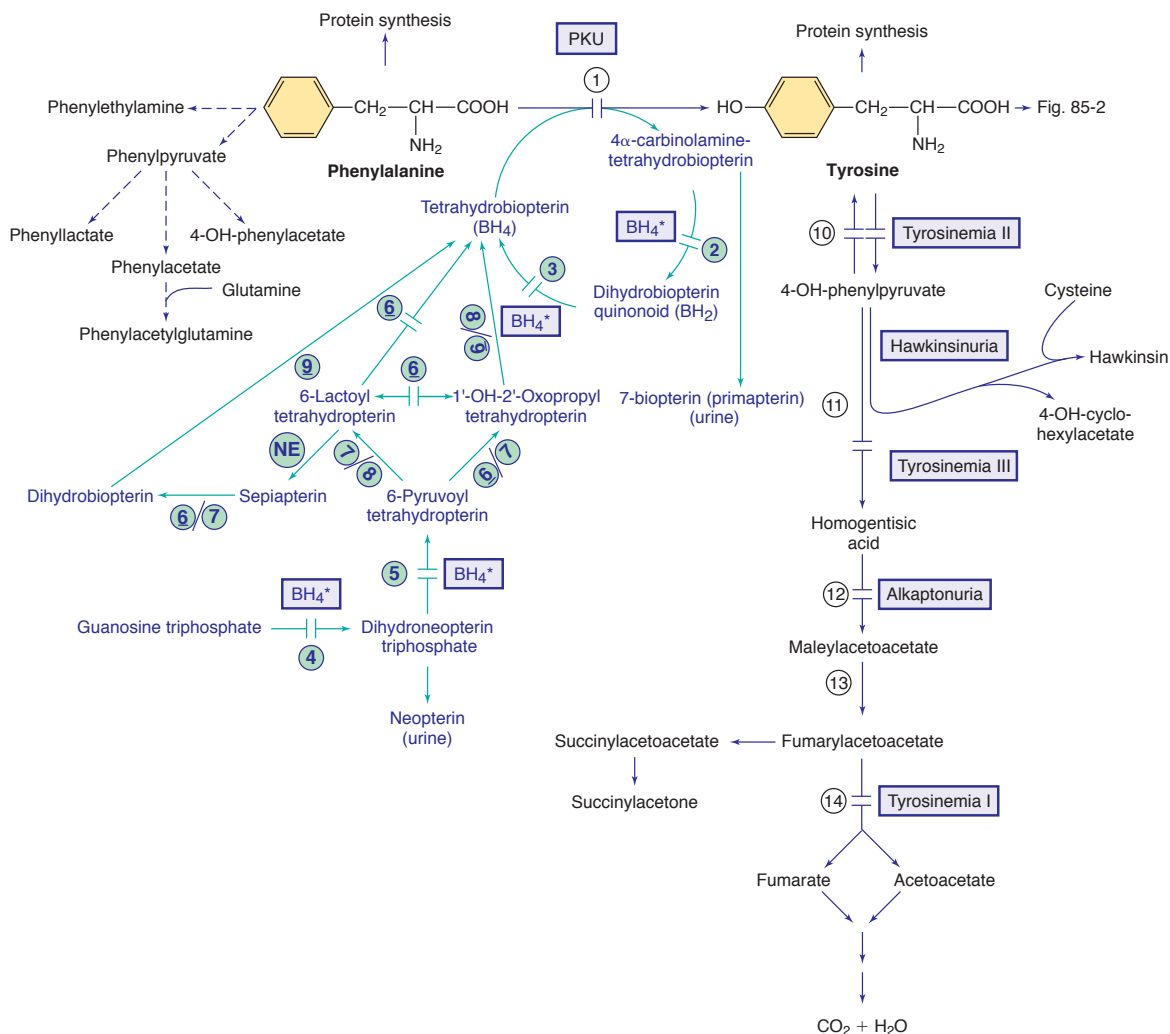 Protein synthesis
PKU
Protein synthesis
1
Phenylethylamine
CH2 CH COOH
NH2
Phenylalanine
HO CH2 CH COOH
NH2
Tyrosine
Fig. 85-2
Phenylpyruvate
4α-carbinolamine-
tetrahydrobiopterin
Phenyllactate
4-OH-phenylacetate
Phenylacetate
Glutamine
Phenylacetylglutamine
Tetrahydrobiopterin
(BH4)
BH4*
2
3
BH4*
Dihydrobiopterin
quinonoid (BH2)
10
Tyrosinemia II
4-OH-phenylpyruvate
Cysteine
Hawkinsuria
Hawkinsin
11
4-OH-cyclo-
hexylacetate
Tyrosinemia III
6
8/6
9
6
6-Lactoyl
tetrahydropterin
1'-OH-2'-Oxopropyl
tetrahydropterin
7-biopterin (primapterin)
(urine)
NE
7/8
6/7
Dihydrobiopterin
Sepiapterin
6/7
6-Pyruvoyl
tetrahydropterin
Homogentisic
acid
5
BH4*
12
Alkaptonuria
BH4*
Guanosine triphosphate
4
Dihydroneopterin
triphosphate
Maleylacetoacetate
13
Neopterin
(urine)
Succinylacetoacetate
Fumarylacetoacetate
Succinylacetone
14
Tyrosinemia I
Fumarate
Acetoacetate
CO2 + H2O